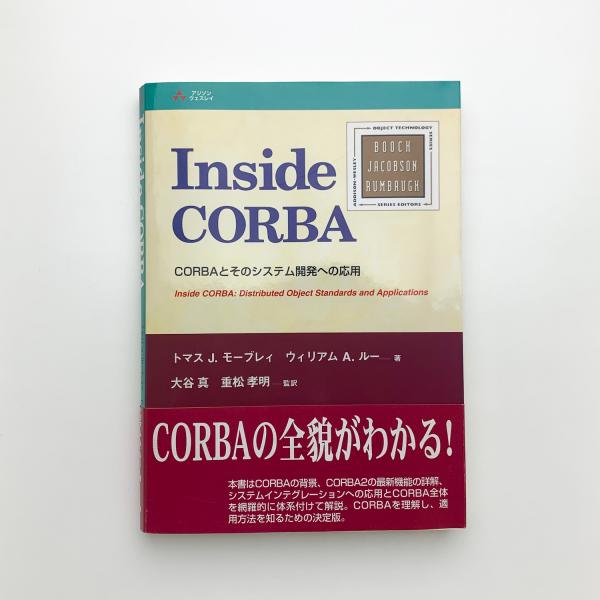 アジソン
ウェスレイ
Inside
CORBA
OBJECT TECHNOLOGY
SERIES
ADDISON-WESLEY
SERIES EDITORS
BOOCH
JACOBSON
RUMBAUGH
CORBAとそのシステム開発への応用
Inside CORBA: Distributed Object Standards and Applications
トマス J. モーブレィ ウィリアム A. ルー 著
大谷 真 重松 孝明 監訳
CORBAの全貌がわかる!
本書はCORBAの背景、CORBA2の最新機能の詳解、
システムインテグレーションへの応用とCORBA全体
を網羅的に体系付けて解説。CORBAを理解し、適
用方法を知るための決定版。
Inside CORBA